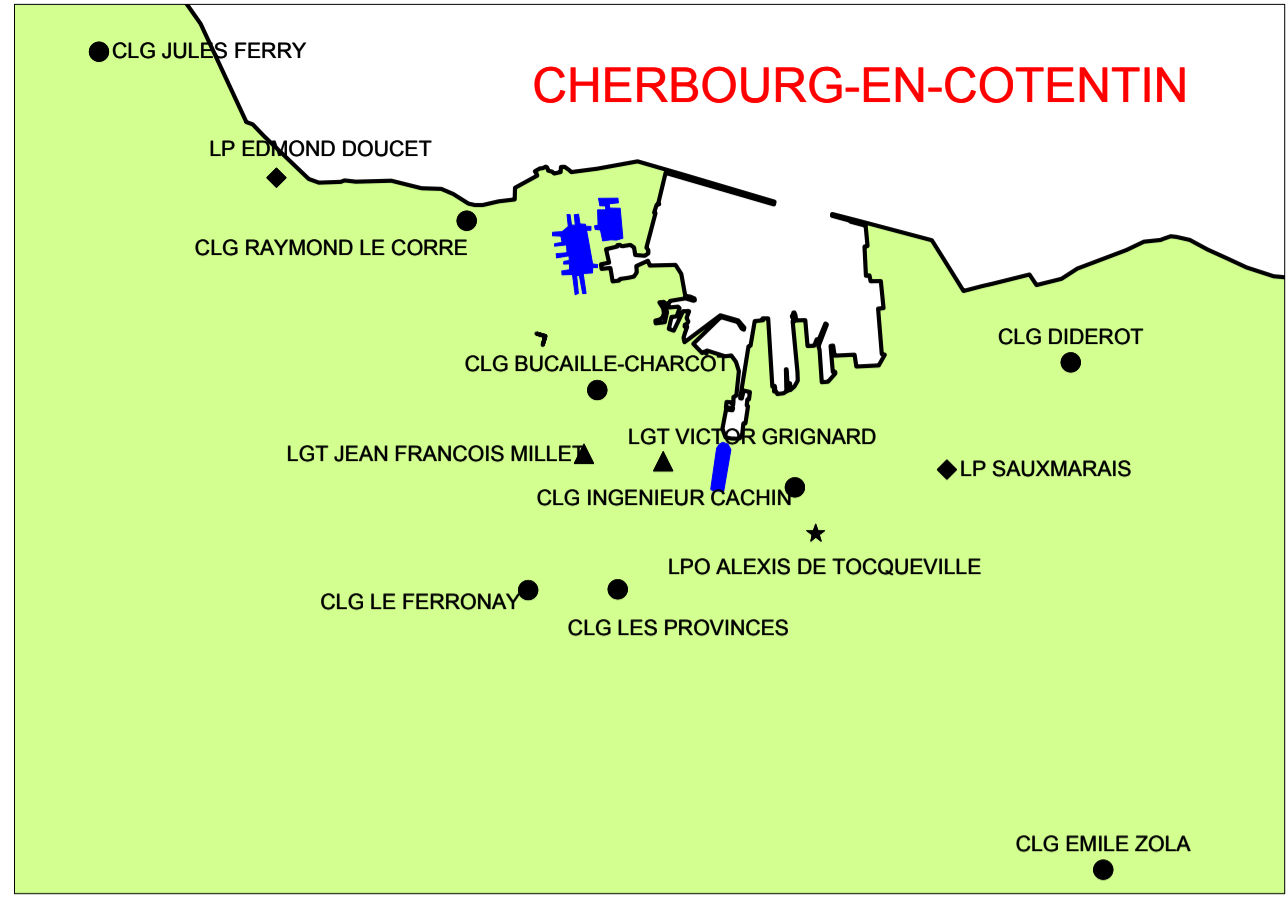 CLG JULES FERRY
CHERBOURG-EN-COTENTIN
LP EDMOND DOUCET
CLG RAYMOND LE CORRE
CLG DIDEROT
CLG BUCAILLE-CHARCOT
LGT VICTOR GRIGNARD
LGT JEAN FRANCOIS MILLET
LP SAUXMARAIS
CLG INGENIEUR CACHIN
LPO ALEXIS DE TOCQUEVILLE
CLG LE FERRONAY
CLG LES PROVINCES
CLG EMILE ZOLA